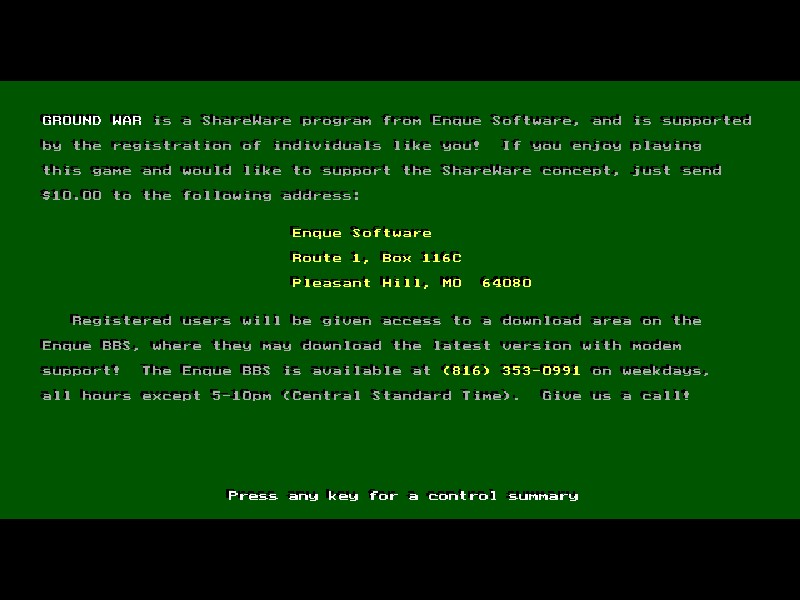 GROUND WAR is a ShareWare program from Enque Software, and is supported
by the registration of individuals like you!  If you enjoy playing
this game and would like to support the ShareWare concept, just send
$10.00 to the following address:
Enque Software
Route 1, Box 116C
Pleasant Hill, MO  64080
Registered users will be given access to a download area on the
Enque BBS, where they may download the latest version with modem
support!  The Enque BBS is available at (816) 353-0991 on weekdays,
all hours except 5-10pm (Central Standard Time).  Give us a call!
Press any key for a control summary